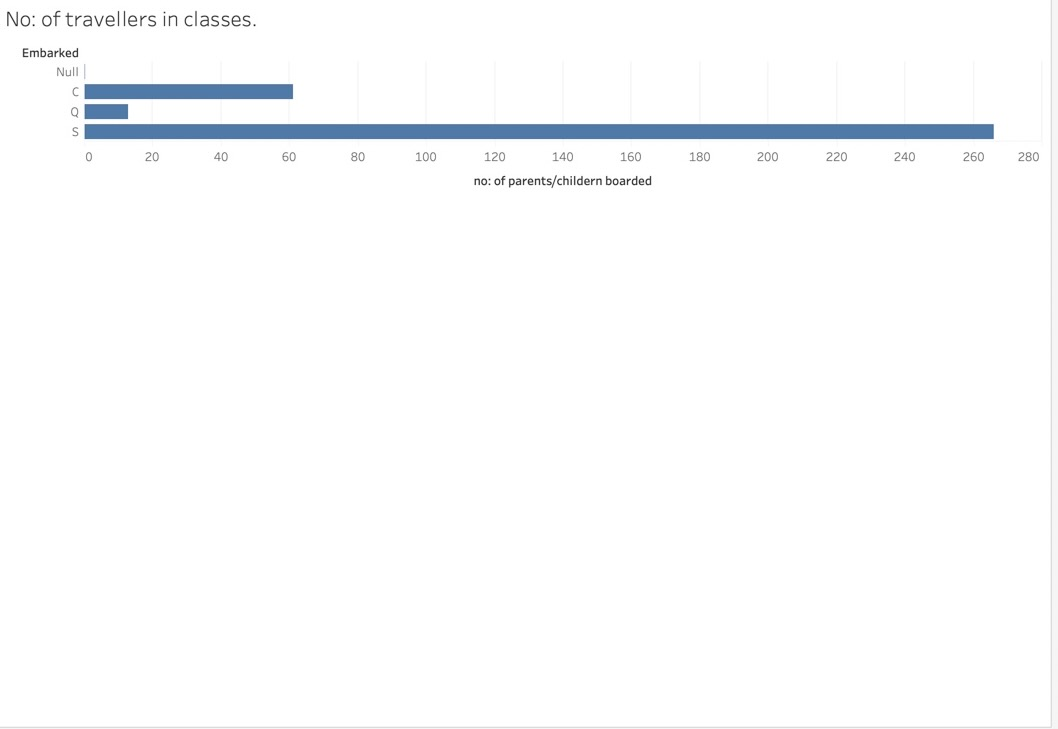 No: of travellers in classes.
Embarked
Null
C
Q
S
0 20 40 60 80 100 120 140 160 180 200 220 240 260 280
no: of parents/childern boarded